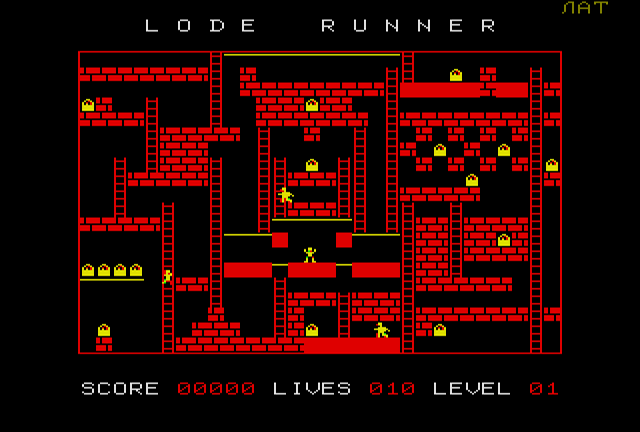 ЛАТ
LODE RUNNER
SCORE 00000 LIVES 010 LEVEL 01